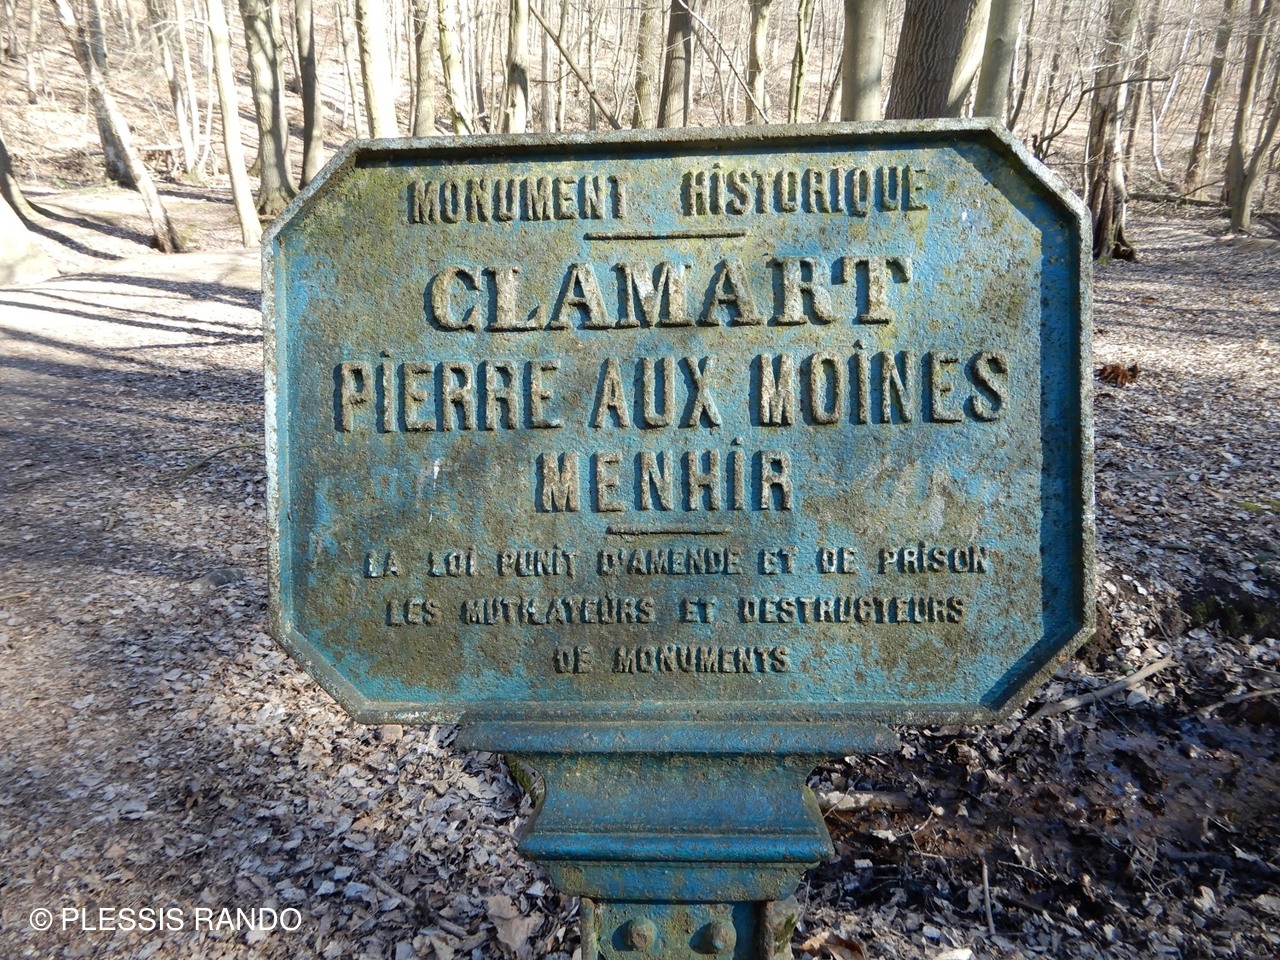 MONUMENT HISTORIQUE
CLAMART
PIERRE AUX MOINES
MENHIR
LA LOI PUNIT D'AMENDE ET DE PRISON
LES MUTILATEURS ET DESTRUCTEURS
DE MONUMENTS
© PLESSIS RANDO